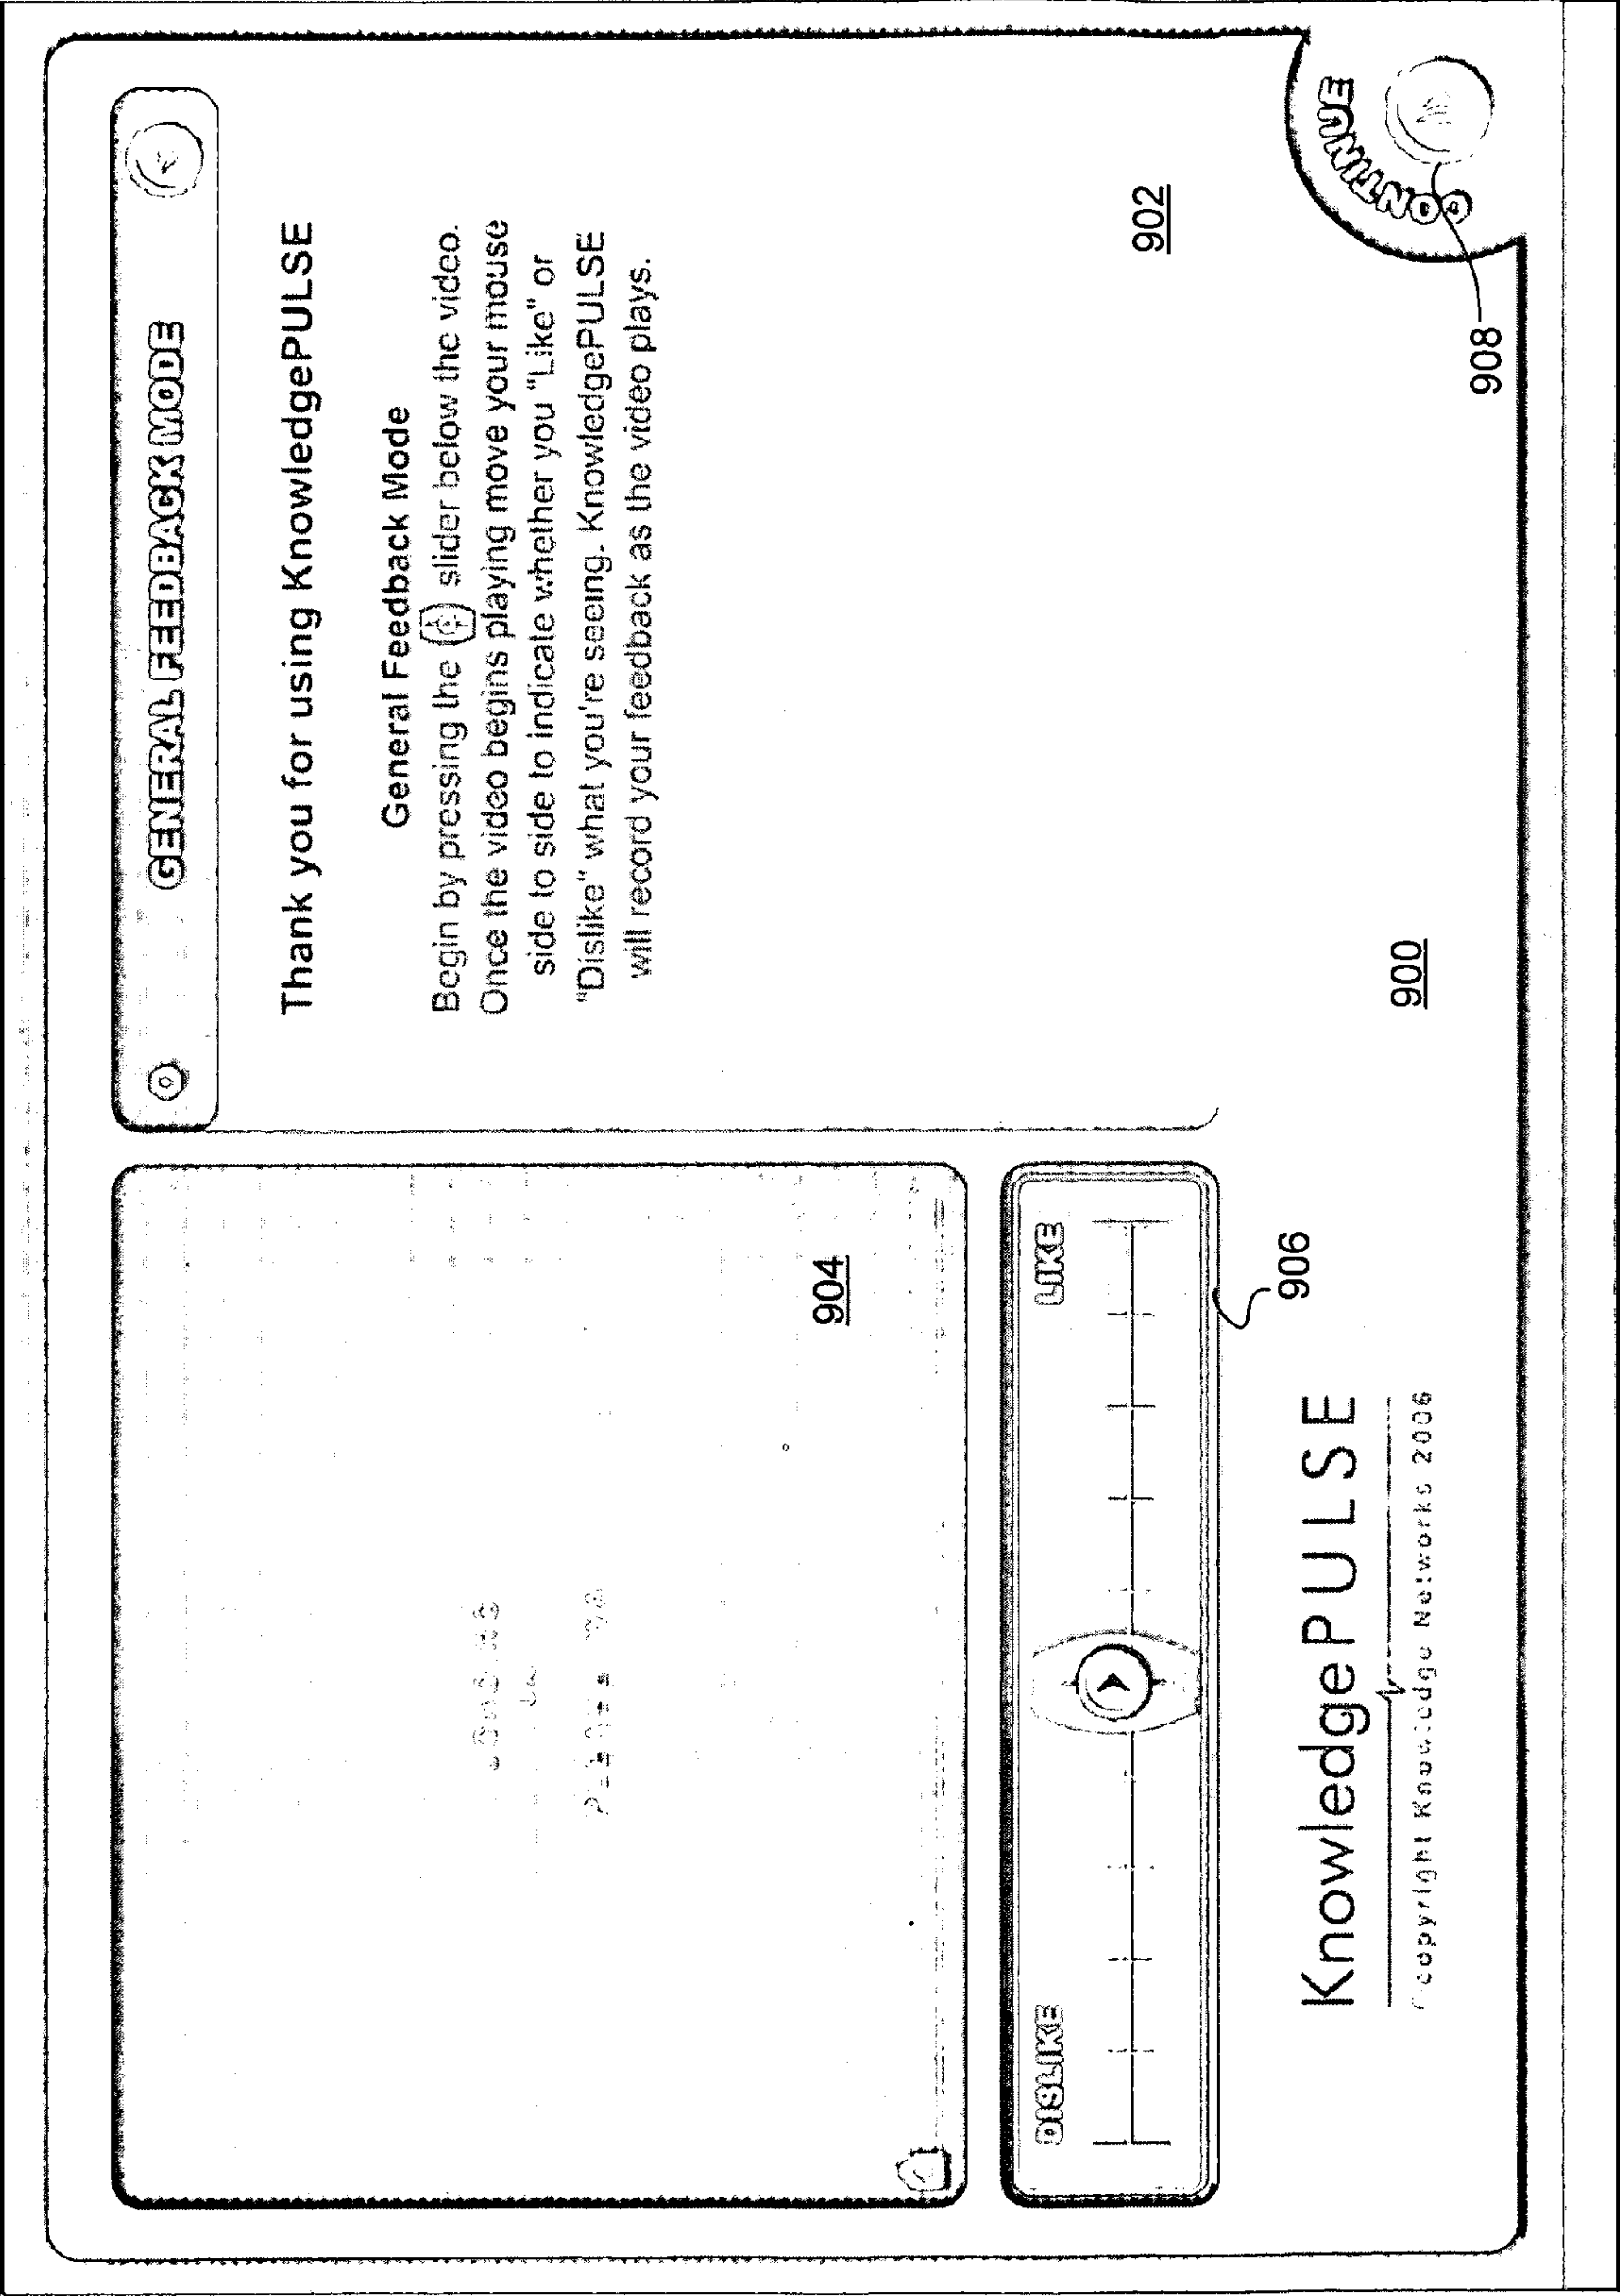 GENERAL FEEDBACK MODE
Thank you for using KnowledgePULSE
General Feedback Mode
Begin by pressing the slider below the video.
Once the video begins playing move your mouse
side to side to indicate whether you "Like" or
"Dislike" what you're seeing. KnowledgePULSE
will record your feedback as the video plays.
902
904
DISLIKE
LIKE
906
KnowledgePULSE
copyright Knowledge Networks 2006
900
CONTINUE
908